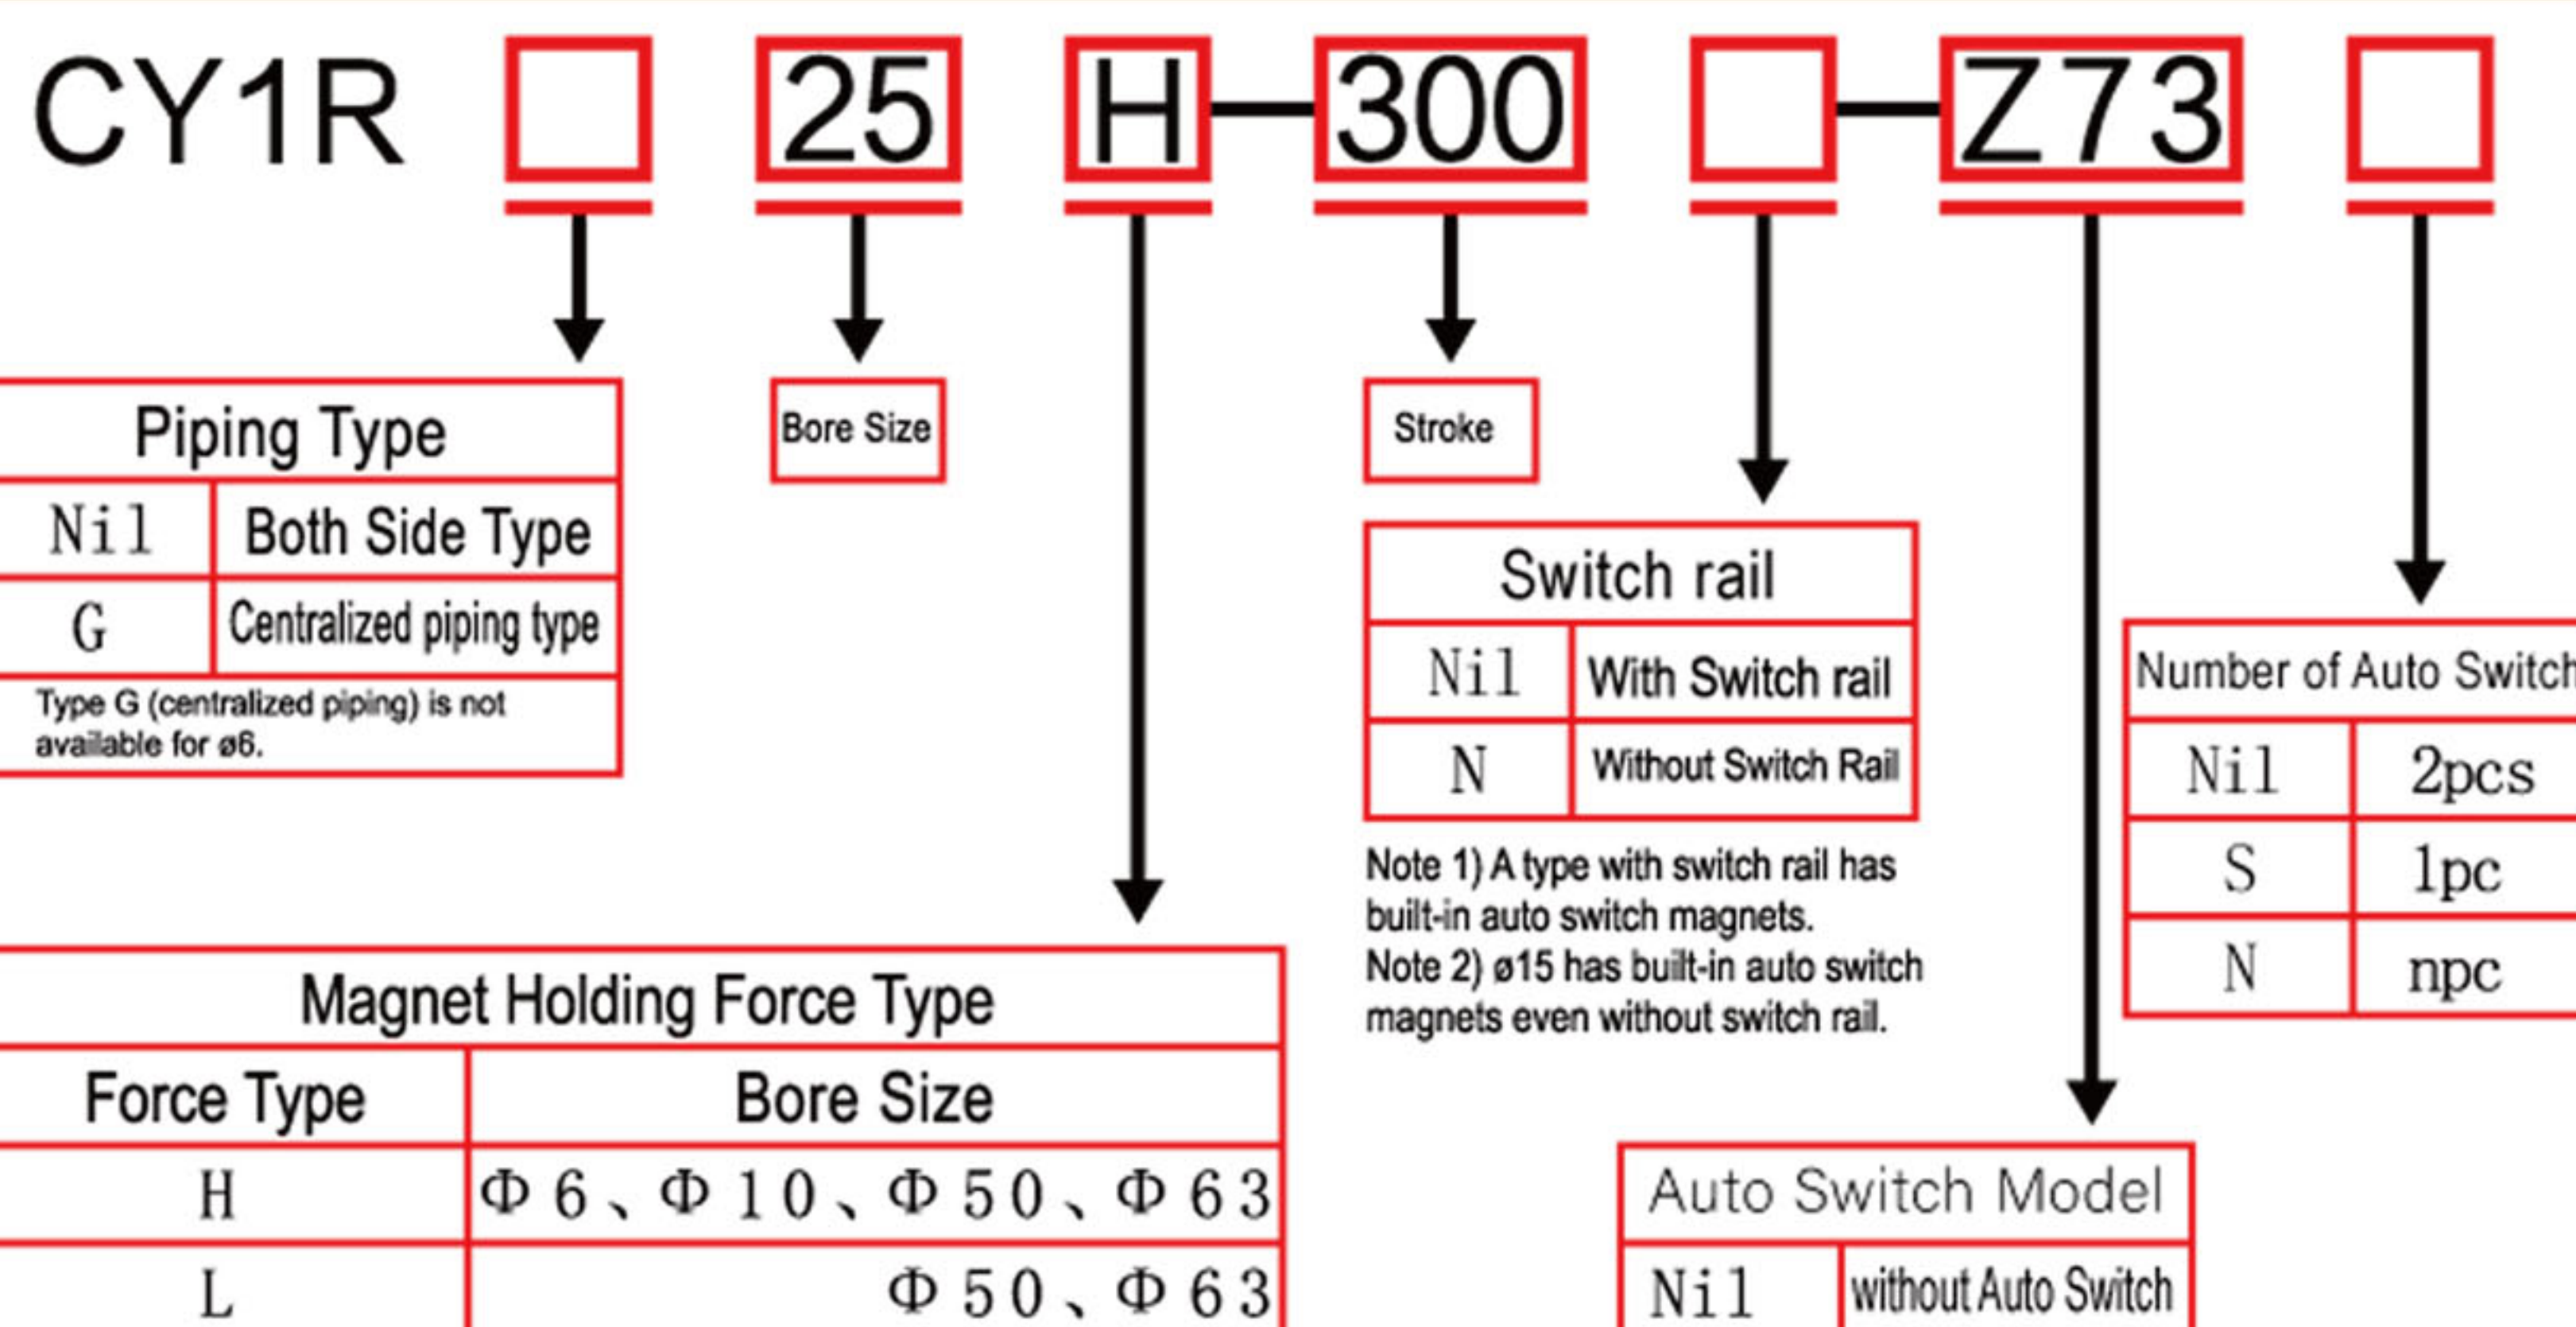 CY1R 25 H—300 —Z73
Piping Type
Nil Both Side Type
G Centralized piping type
Type G (centralized piping) is not
available for ø6.
Bore Size
Stroke
Switch rail
Nil With Switch rail
N Without Switch Rail
Note 1) A type with switch rail has
built-in auto switch magnets.
Note 2) ø15 has built-in auto switch
magnets even without switch rail.
Number of Auto Switch
Nil 2pcs
S 1pc
N npc
Magnet Holding Force Type
Force Type Bore Size
H Φ6、Φ10、Φ50、Φ63
L Φ50、Φ63
Auto Switch Model
Nil without Auto Switch